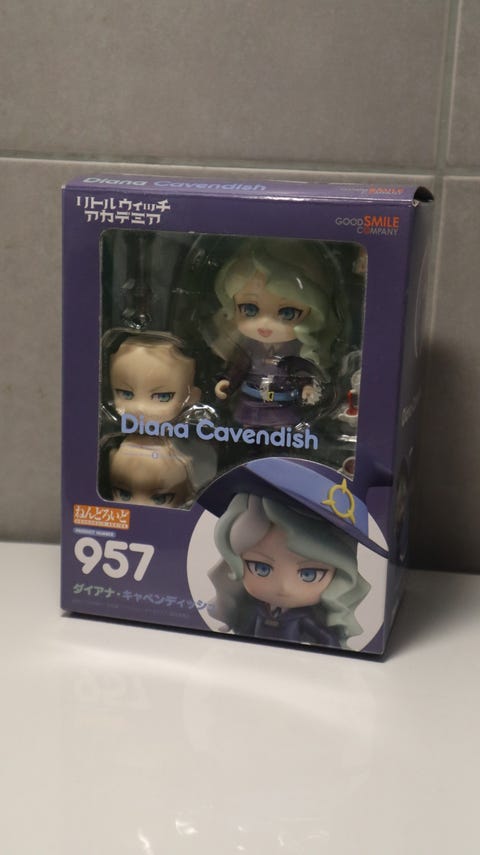 Diana Cavendish
リトルウィッチ
アカデミア
GOOD SMILE
COMPANY
Diana Cavendish
ねんどろいど
957
ダイアナ・キャベンディッシュ